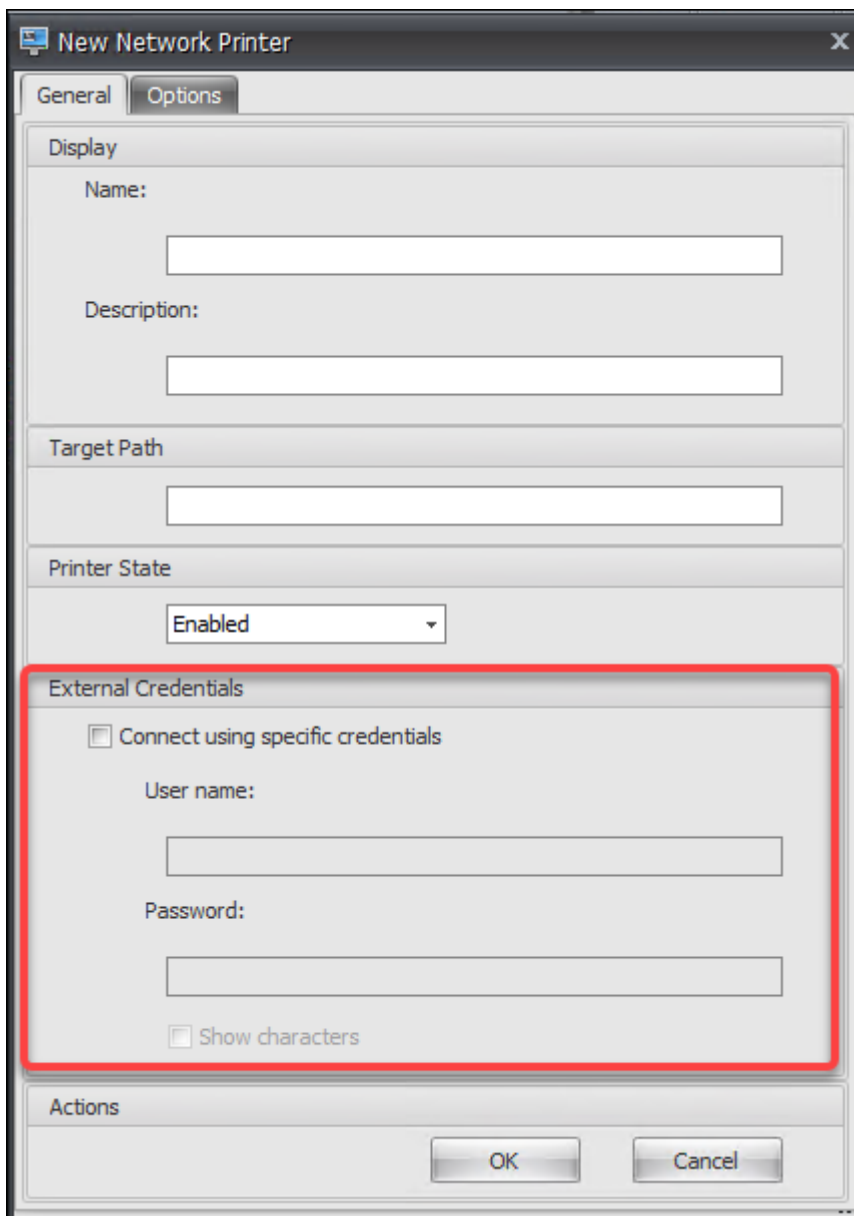 New Network Printer
General Options
Display
Name:
Description:
Target Path
Printer State
Enabled
External Credentials
Connect using specific credentials
User name:
Password:
Show characters
Actions
OK Cancel